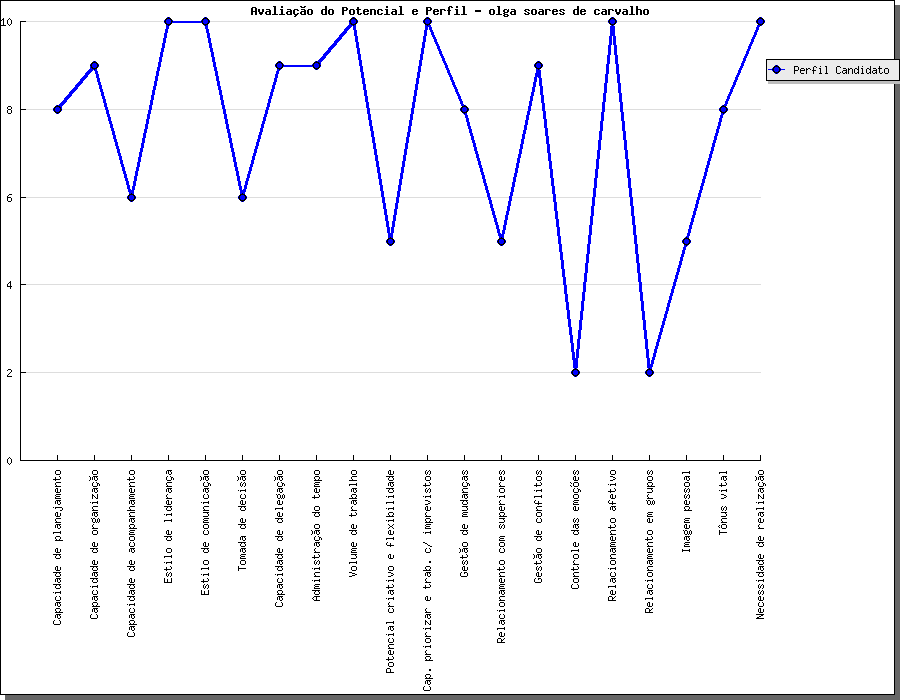 Avaliação do Potencial e Perfil - olga soares de carvalho
Perfil Candidato
10
8
6
4
2
0
Capacidade de planejamento
Capacidade de organização
Capacidade de acompanhamento
Estilo de liderança
Estilo de comunicação
Tomada de decisão
Capacidade de delegação
Administração do tempo
Volume de trabalho
Potencial criativo e flexibilidade
Cap. priorizar e trab. c/ imprevistos
Gestão de mudanças
Relacionamento com superiores
Gestão de conflitos
Controle das emoções
Relacionamento afetivo
Relacionamento em grupos
Imagem pessoal
Tônus vital
Necessidade de realização